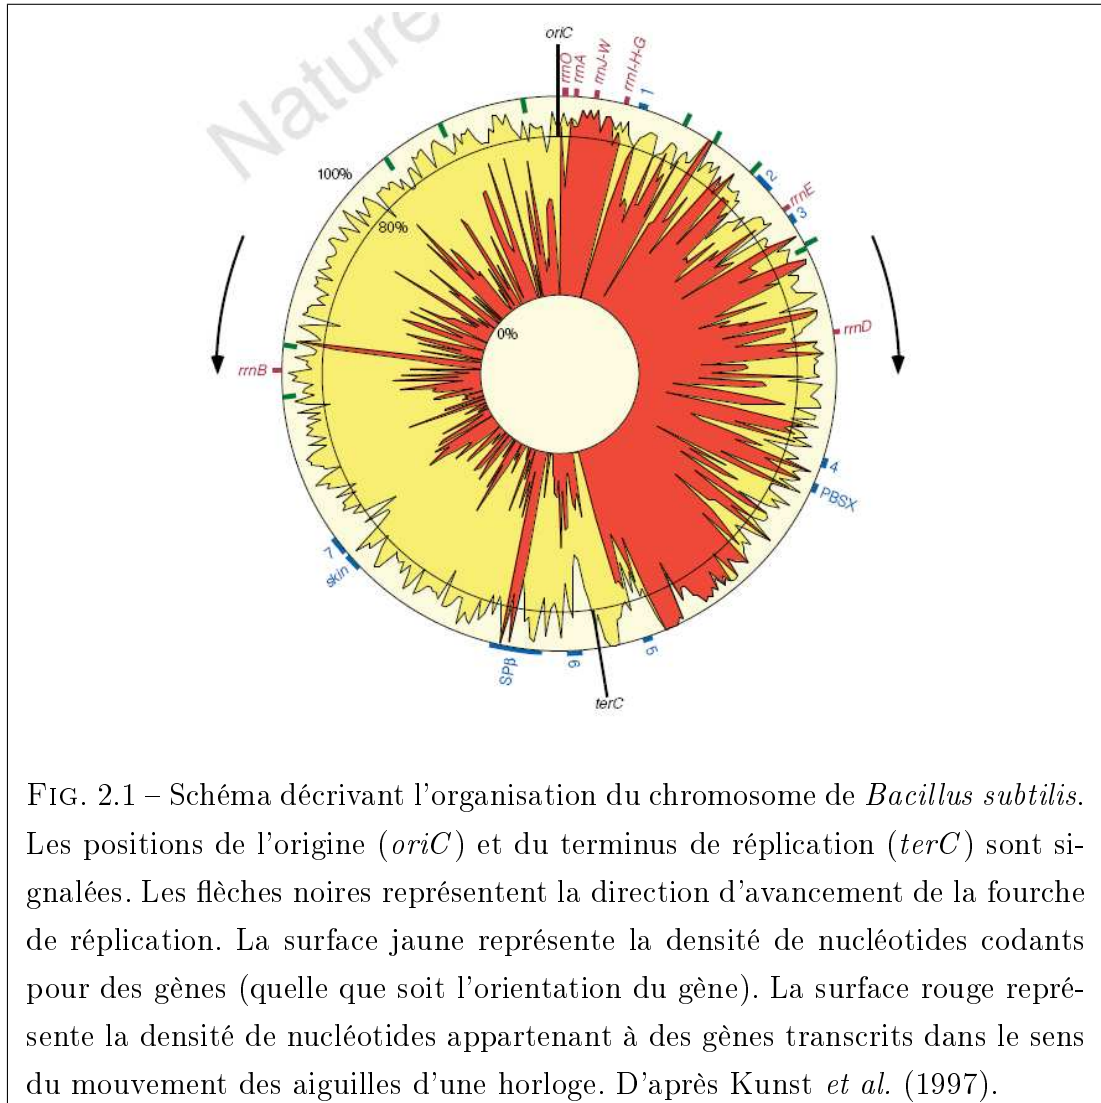 Nature
oriC
rrnO
rrnA
rrnJ-W
rrnI-H-G
1
2
rrnE
3
rrnD
4
PBSX
5
terC
6
SPβ
skin
7
rrnB
100%
80%
0%
FIG. 2.1 – Schéma décrivant l'organisation du chromosome de Bacillus subtilis.
Les positions de l'origine (oriC) et du terminus de réplication (terC) sont si-
gnalées. Les flèches noires représentent la direction d'avancement de la fourche
de réplication. La surface jaune représente la densité de nucléotides codants
pour des gènes (quelle que soit l'orientation du gène). La surface rouge repré-
sente la densité de nucléotides appartenant à des gènes transcrits dans le sens
du mouvement des aiguilles d'une horloge. D'après Kunst et al. (1997).